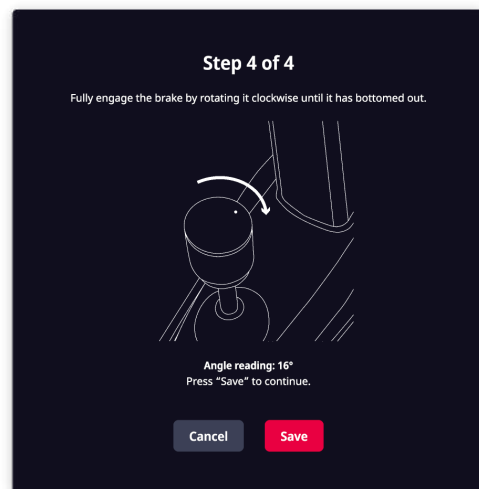 Step 4 of 4
Fully engage the brake by rotating it clockwise until it has bottomed out.
Angle reading: 16°
Press “Save” to continue.
Cancel
Save